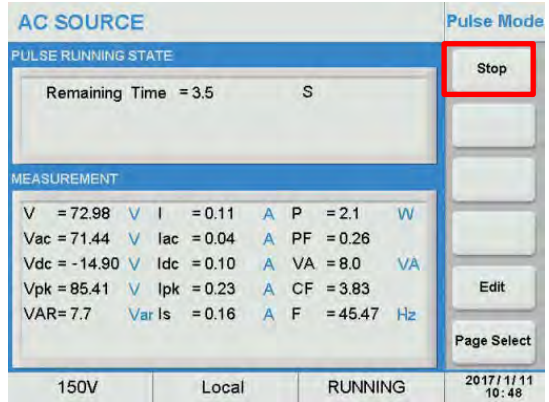 AC SOURCE
Pulse Mode
PULSE RUNNING STATE
Remaining Time = 3.5 S
Stop
MEASUREMENT
V = 72.98 V I = 0.11 A P = 2.1 W
Vac = 71.44 V Iac = 0.04 A PF = 0.26
Vdc = - 14.90 V Idc = 0.10 A VA = 8.0 VA
Vpk = 85.41 V Ipk = 0.23 A CF = 3.83
VAR= 7.7 Var Is = 0.16 A F = 45.47 Hz
Edit
Page Select
150V Local RUNNING 2017/1/11
10:48